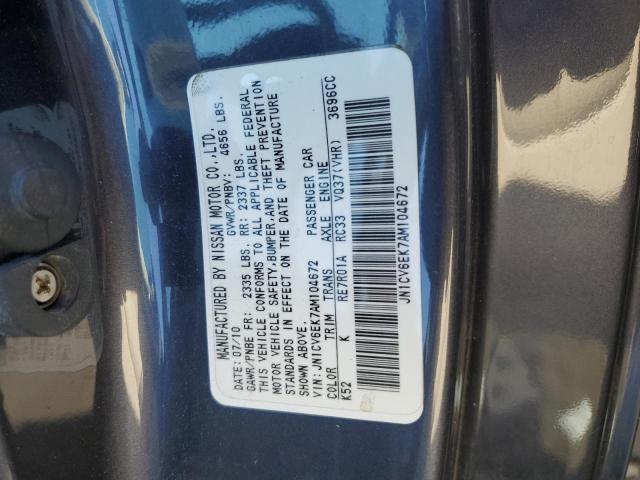 MANUFACTURED BY NISSAN MOTOR CO.,LTD.
DATE: 07/10 GVWR/PNBV: 4656 LBS.
GAWR/PNBE FR: 2335 LBS. RR: 2337 LBS.
THIS VEHICLE CONFORMS TO ALL APPLICABLE FEDERAL
MOTOR VEHICLE SAFETY,BUMPER,AND THEFT PREVENTION
STANDARDS IN EFFECT ON THE DATE OF MANUFACTURE
SHOWN ABOVE.
VIN:JN1CV6EK7AM104672 PASSENGER CAR
COLOR TRIM TRANS AXLE ENGINE
K52 K RE7R01A RC33 VQ37(VHR) 3696CC
JN1CV6EK7AM104672